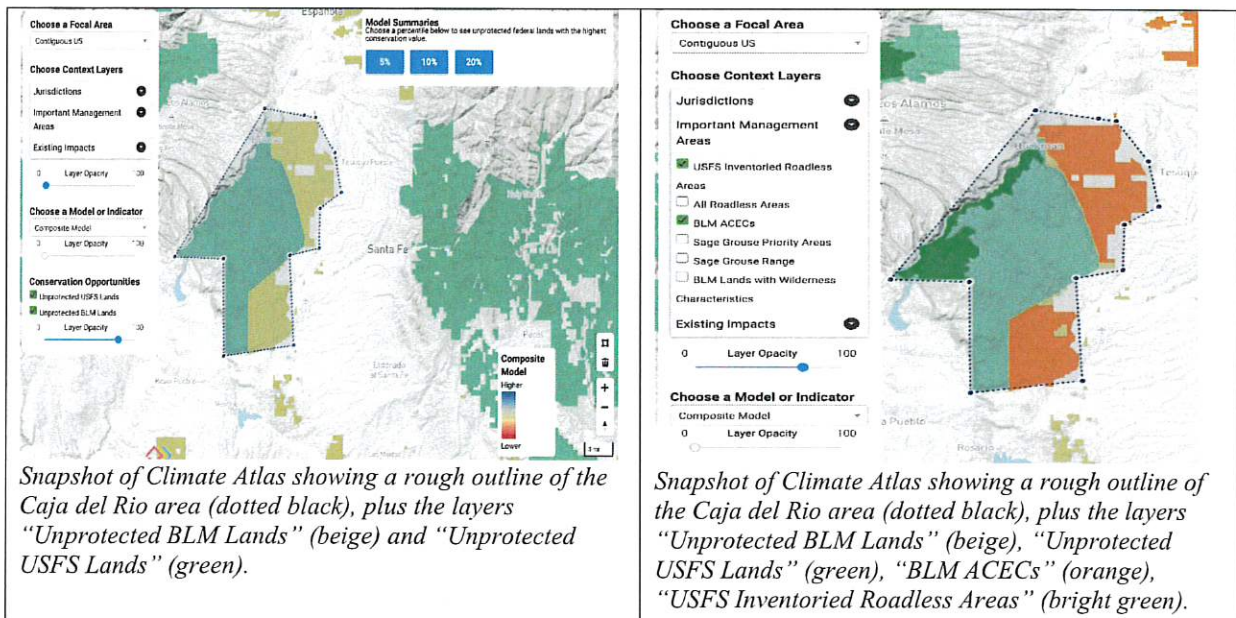 Choose a Focal Area
Contiguous US
Choose Context Layers
Jurisdictions
Important Management
Areas
Existing Impacts
0 Layer Opacity 100
Choose a Model or Indicator
Composite Model
0 Layer Opacity 100
Conservation Opportunities
Unprotected USFS Lands
Unprotected BLM Lands
0 Layer Opacity 100
Española
Model Summaries
Choose a percentile below to see unprotected federal lands with the highest
conservation value.
5% 10% 20%
Santa Fe
Composite
Model
Higher
Lower
Snapshot of Climate Atlas showing a rough outline of the
Caja del Rio area (dotted black), plus the layers
“Unprotected BLM Lands” (beige) and “Unprotected
USFS Lands” (green).
Choose a Focal Area
Contiguous US
Choose Context Layers
Jurisdictions
Important Management
Areas
USFS Inventoried Roadless
Areas
All Roadless Areas
BLM ACECs
Sage Grouse Priority Areas
Sage Grouse Range
BLM Lands with Wilderness
Characteristics
Existing Impacts
0 Layer Opacity 100
Choose a Model or Indicator
Composite Model
0 Layer Opacity 100
Snapshot of Climate Atlas showing a rough outline of
the Caja del Rio area (dotted black), plus the layers
“Unprotected BLM Lands” (beige), “Unprotected
USFS Lands” (green), “BLM ACECs” (orange),
“USFS Inventoried Roadless Areas” (bright green).